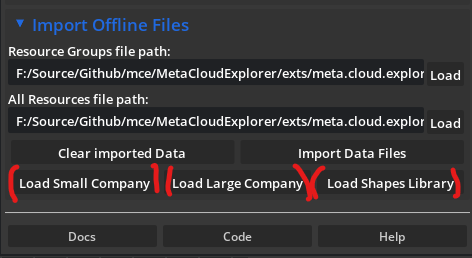 Import Offline Files
Resource Groups file path:
F:/Source/Github/mce/MetaCloudExplorer/exts/meta.cloud.explor Load
All Resources file path:
F:/Source/Github/mce/MetaCloudExplorer/exts/meta.cloud.explor Load
Clear imported Data Import Data Files
Load Small Company Load Large Company Load Shapes Library
Docs Code Help